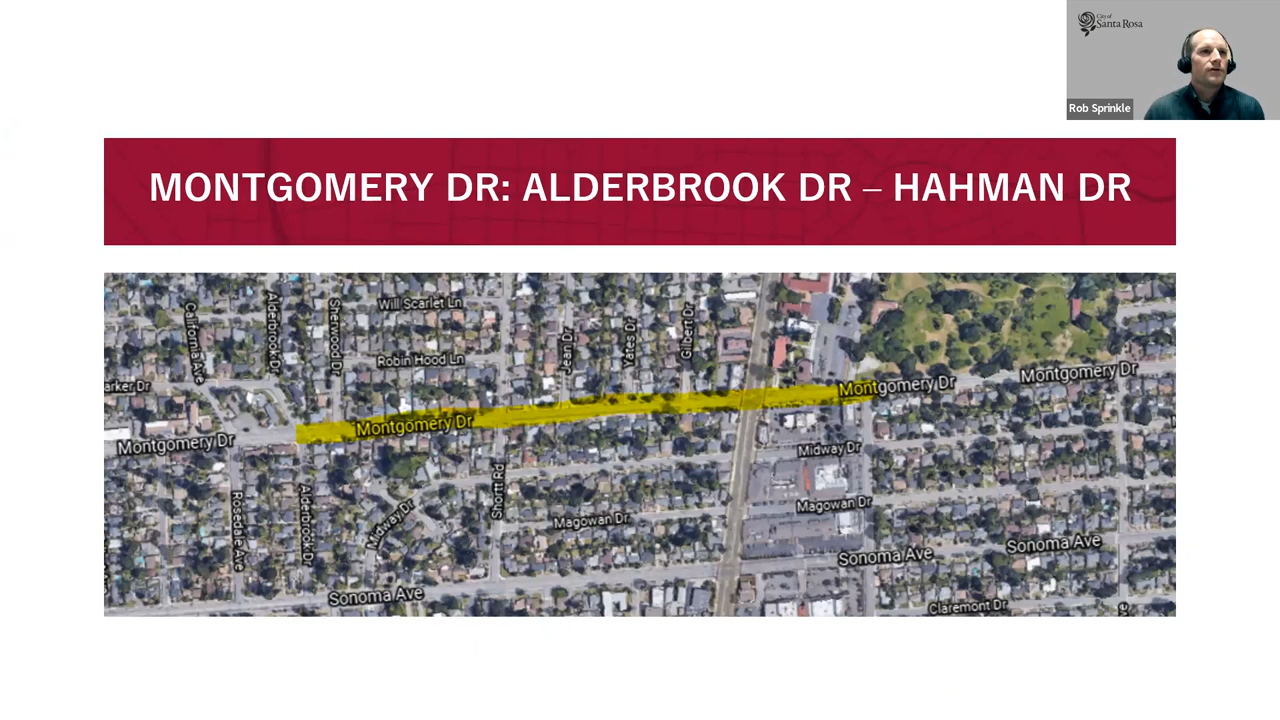 City of
Santa Rosa
Rob Sprinkle
MONTGOMERY DR: ALDERBROOK DR – HAHMAN DR
California Ave
Alderbrook Dr
Sherwood Dr
Will Scarlet Ln
Robin Hood Ln
Jean Dr
Yates Dr
Gilbert Dr
arker Dr
Montgomery Dr
Montgomery Dr
Montgomery Dr
Montgomery Dr
Midway Dr
Rosedale Ave
Alderbrook Dr
Midway Dr
Shortt Rd
Magowan Dr
Magowan Dr
Sonoma Ave
Sonoma Ave
Sonoma Ave
Claremont Dr